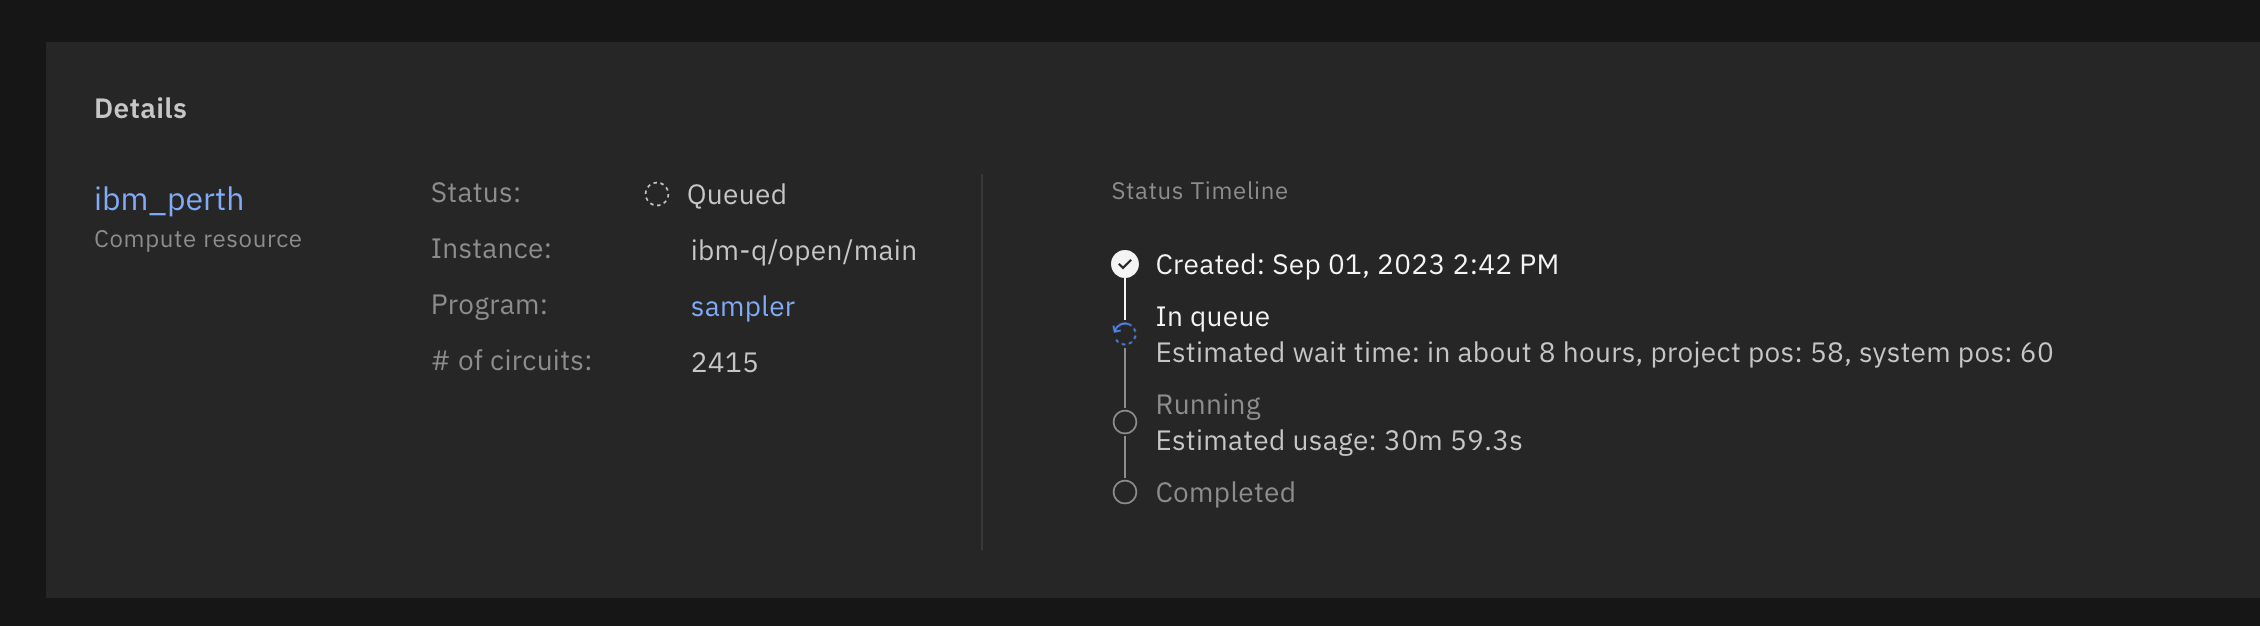 Details
ibm_perth
Compute resource
Status: Queued
Instance: ibm-q/open/main
Program: sampler
# of circuits: 2415
Status Timeline
Created: Sep 01, 2023 2:42 PM
In queue
Estimated wait time: in about 8 hours, project pos: 58, system pos: 60
Running
Estimated usage: 30m 59.3s
Completed